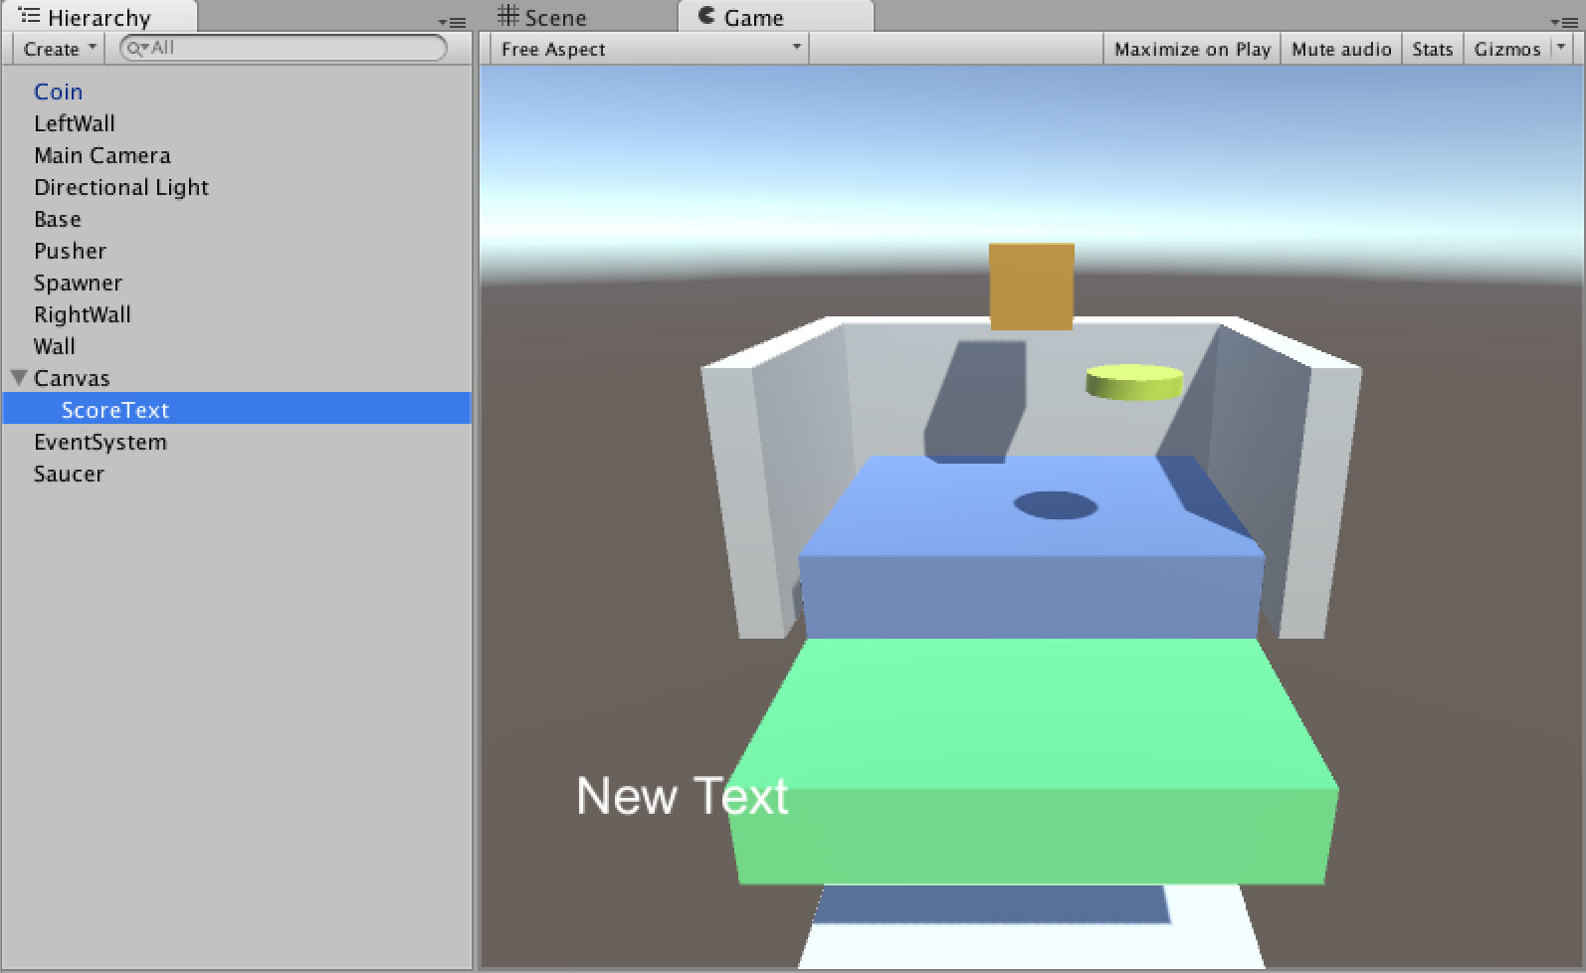 Hierarchy
Create
All
Coin
LeftWall
Main Camera
Directional Light
Base
Pusher
Spawner
RightWall
Wall
Canvas
ScoreText
EventSystem
Saucer
Scene
Game
Free Aspect
Maximize on Play
Mute audio
Stats
Gizmos
New Text